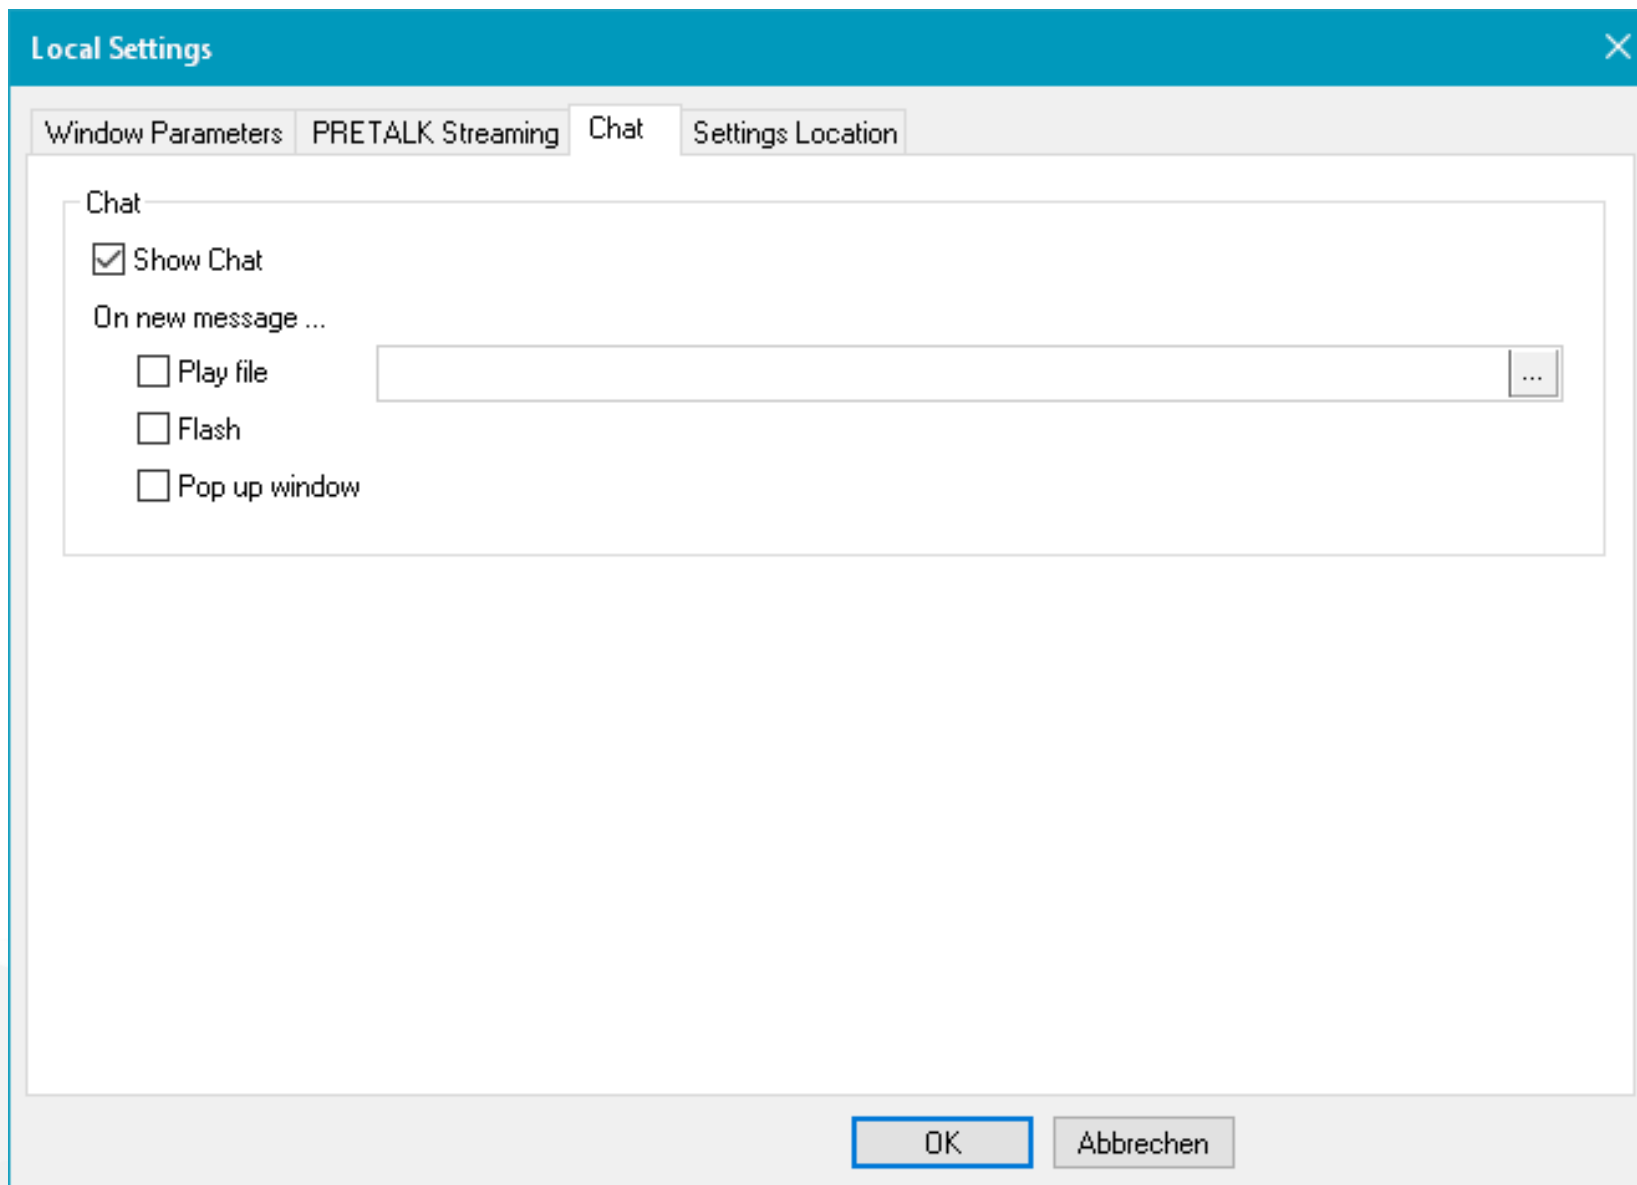 Local Settings
Window Parameters PRETALK Streaming Chat Settings Location
Chat
Show Chat
On new message ...
Play file ...
Flash
Pop up window
OK Abbrechen